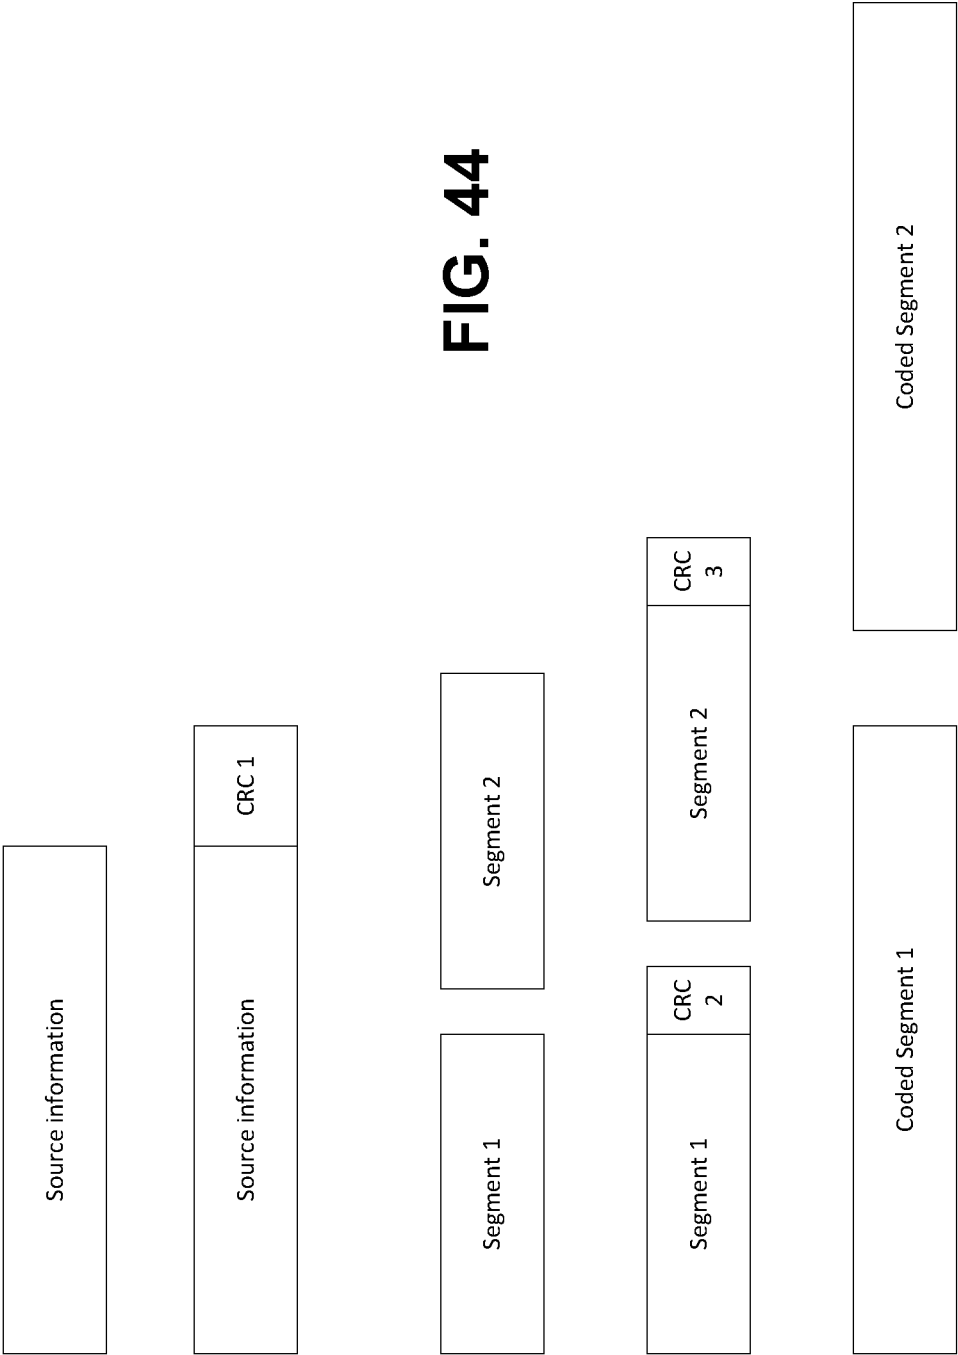 Source information
Source information
CRC 1
Segment 1
Segment 2
Segment 1
CRC
2
Segment 2
CRC
3
Coded Segment 1
Coded Segment 2
FIG. 44